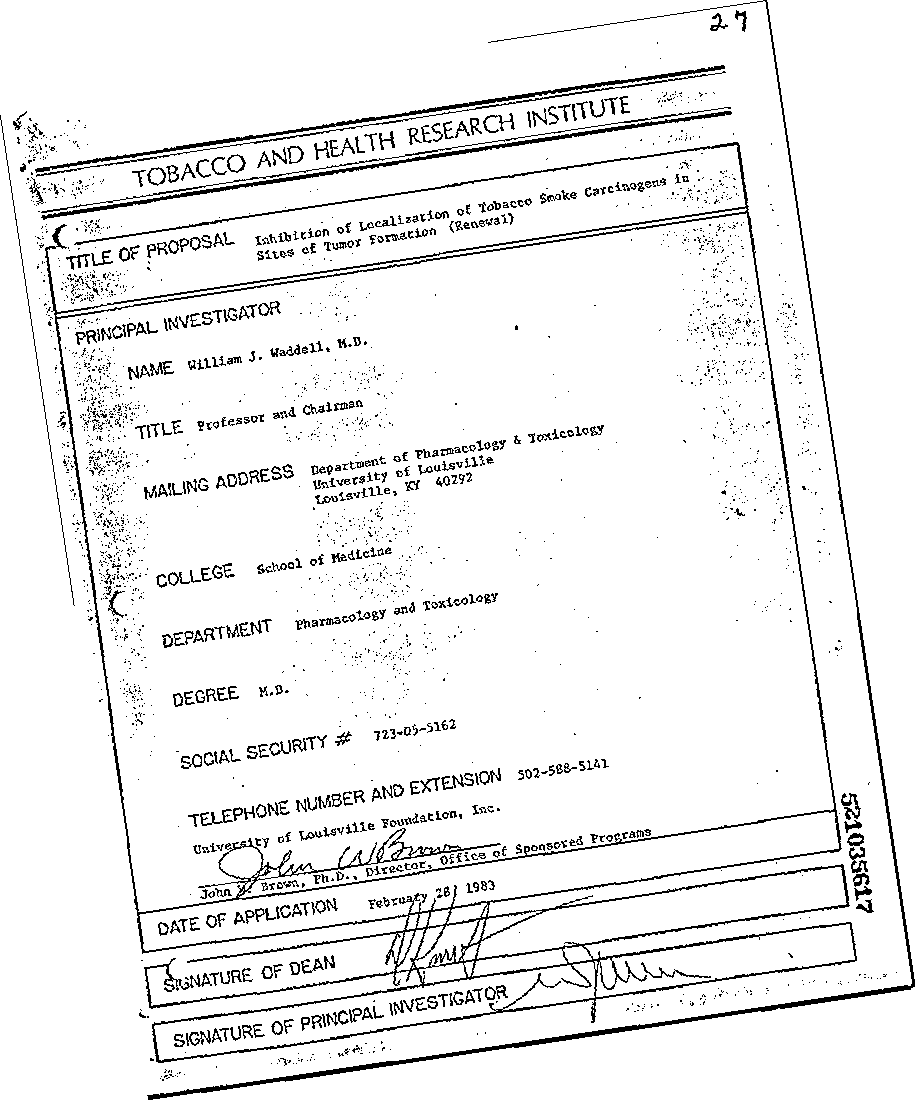 27
TOBACCO AND HEALTH RESEARCH INSTITUTE
TITLE OF PROPOSAL Inhibition of Localization of Tobacco Smoke Carcinogens in
Sites of Tumor Formation (Renewal)
PRINCIPAL INVESTIGATOR
NAME William J. Waddell, M.D.
TITLE Professor and Chairman
MAILING ADDRESS Department of Pharmacology & Toxicology
University of Louisville
Louisville, KY 40292
COLLEGE School of Medicine
DEPARTMENT Pharmacology and Toxicology
DEGREE M.D.
SOCIAL SECURITY # 723-05-5162
TELEPHONE NUMBER AND EXTENSION 502-588-5141
University of Louisville Foundation, Inc.
John W Brown
John W. Brown, Ph.D., Director, Office of Sponsored Programs
DATE OF APPLICATION February 28, 1983
SIGNATURE OF DEAN
SIGNATURE OF PRINCIPAL INVESTIGATOR
521035617